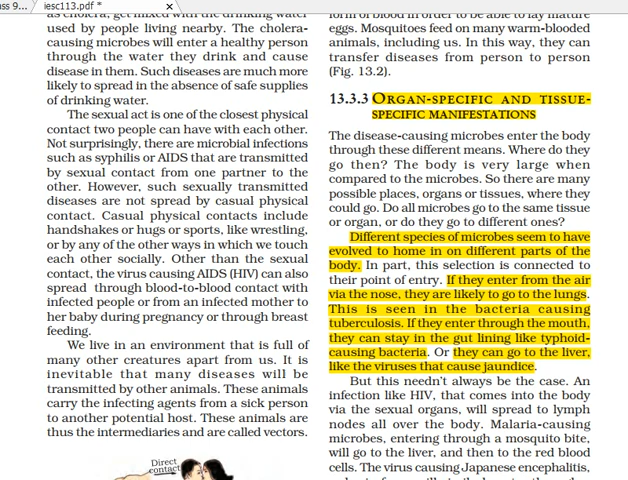 ss 9...
iesc113.pdf *
as cholera, get mixed with the drinking water
used by people living nearby. The cholera-
causing microbes will enter a healthy person
through the water they drink and cause
disease in them. Such diseases are much more
likely to spread in the absence of safe supplies
of drinking water.
The sexual act is one of the closest physical
contact two people can have with each other.
Not surprisingly, there are microbial infections
such as syphilis or AIDS that are transmitted
by sexual contact from one partner to the
other. However, such sexually transmitted
diseases are not spread by casual physical
contact. Casual physical contacts include
handshakes or hugs or sports, like wrestling,
or by any of the other ways in which we touch
each other socially. Other than the sexual
contact, the virus causing AIDS (HIV) can also
spread through blood-to-blood contact with
infected people or from an infected mother to
her baby during pregnancy or through breast
feeding.
We live in an environment that is full of
many other creatures apart from us. It is
inevitable that many diseases will be
transmitted by other animals. These animals
carry the infecting agents from a sick person
to another potential host. These animals are
thus the intermediaries and are called vectors.
Direct
contact
form of blood in order to be able to lay mature
eggs. Mosquitoes feed on many warm-blooded
animals, including us. In this way, they can
transfer diseases from person to person
(Fig. 13.2).
13.3.3 ORGAN-SPECIFIC AND TISSUE-
SPECIFIC MANIFESTATIONS
The disease-causing microbes enter the body
through these different means. Where do they
go then? The body is very large when
compared to the microbes. So there are many
possible places, organs or tissues, where they
could go. Do all microbes go to the same tissue
or organ, or do they go to different ones?
Different species of microbes seem to have
evolved to home in on different parts of the
body. In part, this selection is connected to
their point of entry. If they enter from the air
via the nose, they are likely to go to the lungs.
This is seen in the bacteria causing
tuberculosis. If they enter through the mouth,
they can stay in the gut lining like typhoid-
causing bacteria. Or they can go to the liver,
like the viruses that cause jaundice.
But this needn't always be the case. An
infection like HIV, that comes into the body
via the sexual organs, will spread to lymph
nodes all over the body. Malaria-causing
microbes, entering through a mosquito bite,
will go to the liver, and then to the red blood
cells. The virus causing Japanese encephalitis,